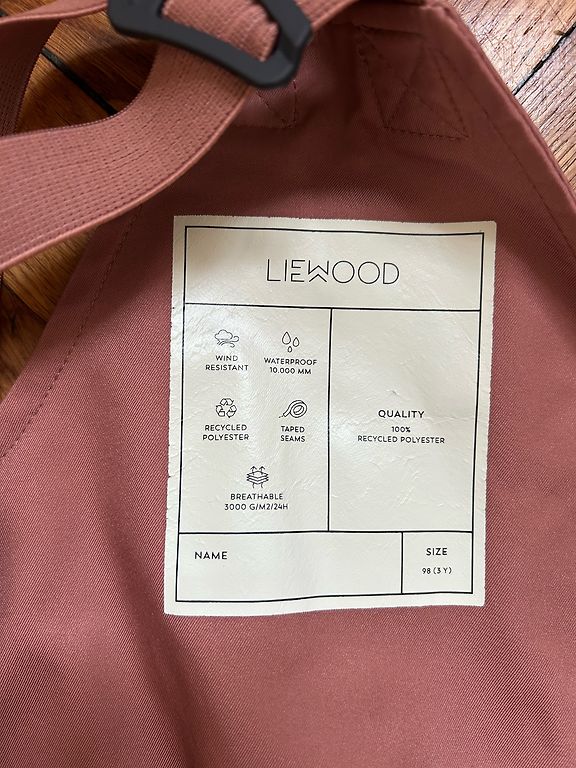 LIEWOOD
WIND
RESISTANT
WATERPROOF
10.000 MM
RECYCLED
POLYESTER
TAPED
SEAMS
BREATHABLE
3000 G/M2/24H
QUALITY
100%
RECYCLED POLYESTER
NAME
SIZE
98 (3 Y)